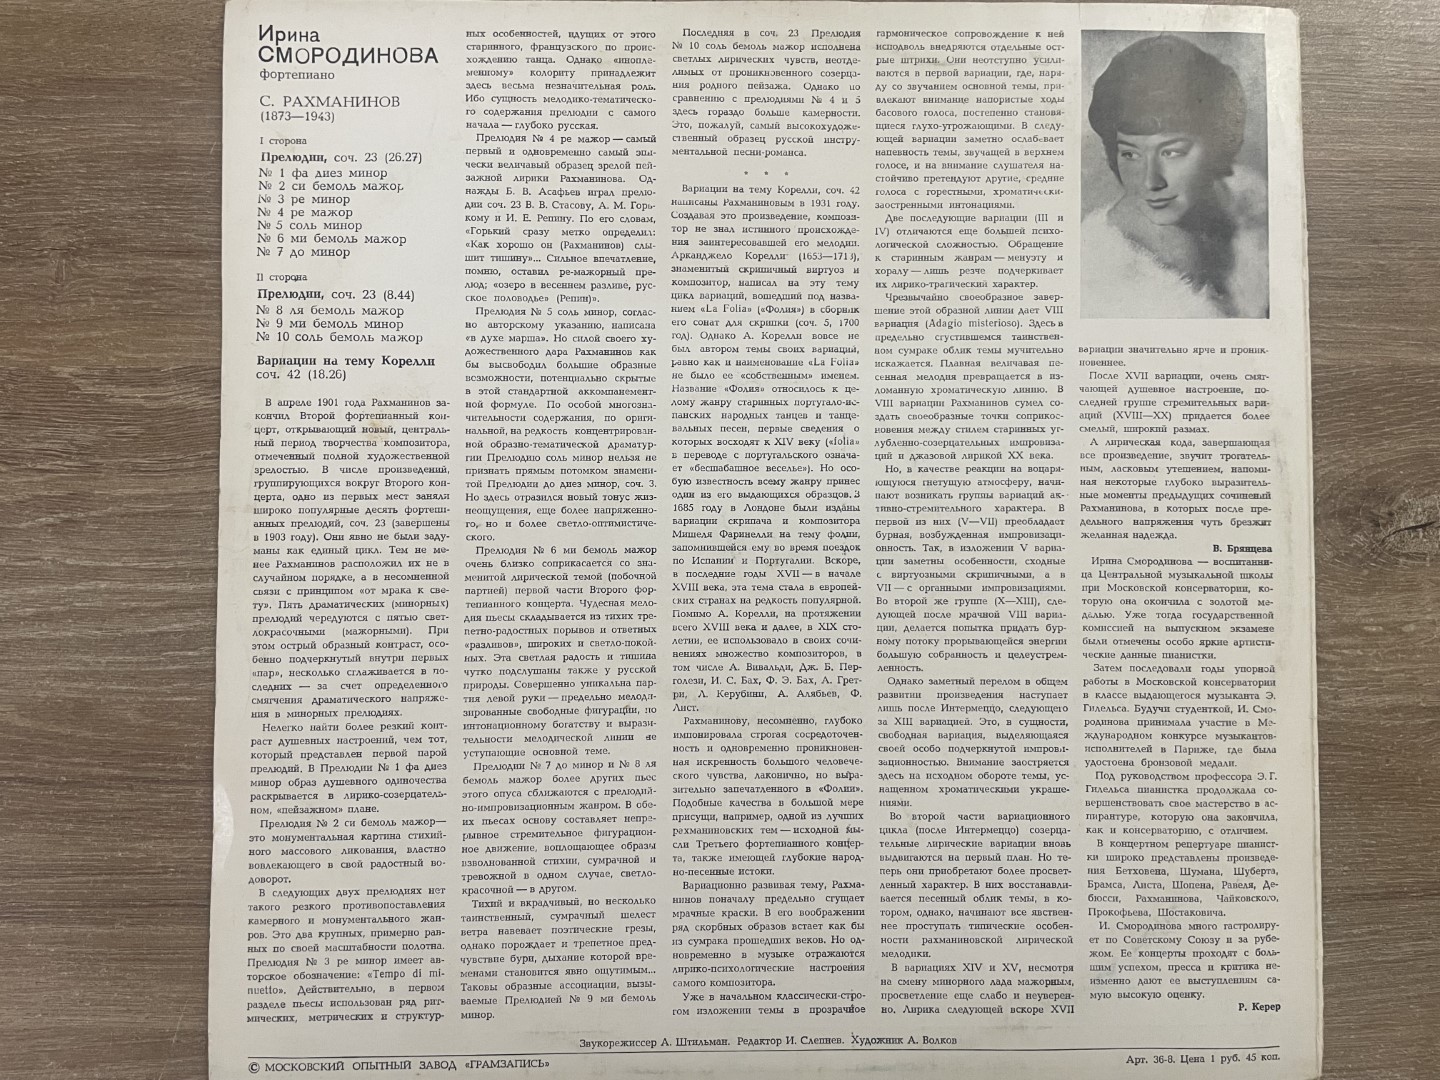 Ирина
СМОРОДИНОВА
фортепиано
С. РАХМАНИНОВ
(1873—1943)
I сторона
Прелюдии, соч. 23 (26.27)
№ 1 фа диез минор
№ 2 си бемоль мажор
№ 3 ре минор
№ 4 ре мажор
№ 5 соль минор
№ 6 ми бемоль мажор
№ 7 до минор
II сторона
Прелюдии, соч. 23 (8.44)
№ 8 ля бемоль мажор
№ 9 ми бемоль минор
№ 10 соль бемоль мажор
Вариации на тему Корелли
соч. 42 (18.26)
В апреле 1901 года Рахманинов за-
кончил Второй фортепианный кон-
церт, открывающий новый, централь-
ный период творчества композитора,
отмеченный полной художественной
зрелостью. В числе произведений,
группирующихся вокруг Второго кон-
церта, одно из первых мест заняли
широко популярные десять фортепи-
анных прелюдий, соч. 23 (завершены
в 1903 году). Они явно не были заду-
маны как единый цикл. Тем не ме-
нее Рахманинов расположил их не в
случайном порядке, а в несомненной
связи с принципом «от мрака к све-
ту». Пять драматических (минорных)
прелюдий чередуются с пятью свет-
локрасочными (мажорными). При
этом острый образный контраст, осо-
бенно подчеркнутый внутри первых
«пар», несколько сглаживается в по-
следних — за счет определенного
смягчения драматического напряже-
ния в минорных прелюдиях.
Нелегко найти более резкий конт-
раст душевных настроений, чем тот,
который представлен первой парой
прелюдий. В Прелюдии № 1 фа диез
минор образ душевного одиночества
раскрывается в лирико-созерцатель-
ном, «пейзажном» плане.
Прелюдия № 2 си бемоль мажор—
это монументальная картина стихий-
ного массового ликования, властно
вовлекающего в свой радостный во-
доворот.
В следующих двух прелюдиях нет
такого резкого противопоставления
камерного и монументального жан-
ров. Это два крупных, примерно рав-
ных по своей масштабности полотна.
Прелюдия № 3 ре минор имеет ав-
торское обозначение: «Tempo di mi-
nuetto». Действительно, в первом
разделе пьесы использован ряд рит-
мических, метрических и структур-
ных особенностей, идущих от этого
старинного, французского по проис-
хождению танца. Однако «инопле-
менному» колориту принадлежит
здесь весьма незначительная роль.
Ибо сущность мелодико-тематическо-
го содержания прелюдии с самого
начала — глубоко русская.
Прелюдия № 4 ре мажор — самый
первый и одновременно самый эпи-
чески величавый образец зрелой пей-
зажной лирики Рахманинова. Од-
нажды Б. В. Асафьев играл прелю-
дии соч. 23 В. В. Стасову, А. М. Горь-
кому и И. Е. Репину. По его словам,
«Горький сразу метко определил:
«Как хорошо он (Рахманинов) слы-
шит тишину»... Сильное впечатление,
помню, оставил ре-мажорный пре-
люд; «озеро в весеннем разливе, рус-
ское половодье» (Репин)».
Прелюдия № 5 соль минор, соглас-
но авторскому указанию, написана
«в духе марша». Но силой своего ху-
дожественного дара Рахманинов как
бы высвободил большие образные
возможности, потенциально скрытые
в этой стандартной аккомпанемент-
ной формуле. По особой многозна-
чительности содержания, по ориги-
нальной, на редкость концентрирован-
ной образно-тематической драматур-
гии Прелюдию соль минор нельзя не
признать прямым потомком знамени-
той Прелюдии до диез минор, соч. 3.
Но здесь отразился новый тонус жиз-
неощущения, еще более напряженно-
го, но и более светло-оптимистиче-
ского.
Прелюдия № 6 ми бемоль мажор
очень близко соприкасается со зна-
менитой лирической темой (побочной
партией) первой части Второго фор-
тепианного концерта. Чудесная мело-
дия пьесы складывается из тихих тре-
петно-радостных порывов и ответных
«разливов», широких и светло-покой-
ных. Эта светлая радость и тишина
чутко подслушаны также у русской
природы. Совершенно уникальна пар-
тия левой руки — предельно мелоди-
зированные свободные фигурации, по
интонационному богатству и вырази-
тельности мелодической линии не
уступающие основной теме.
Прелюдии № 7 до минор и № 8 ля
бемоль мажор более других пьес
этого опуса сближаются с прелюдий-
но-импровизационным жанром. В обе-
их пьесах основу составляет непре-
рывное стремительное фигурацион-
ное движение, воплощающее образы
взволнованной стихии, сумрачной и
тревожной в одном случае, светло-
красочной — в другом.
Тихий и вкрадчивый, но несколько
таинственный, сумрачный шелест
ветра навевает поэтические грезы,
однако порождает и трепетное пред-
чувствие бури, дыхание которой вре-
менами становится явно ощутимым...
Таковы образные ассоциации, вызы-
ваемые Прелюдией № 9 ми бемоль
минор.
Последняя в соч. 23 Прелюдия
№ 10 соль бемоль мажор исполнена
светлых лирических чувств, неотде-
лимых от проникновенного созерца-
ния родного пейзажа. Однако по
сравнению с прелюдиями № 4 и 5
здесь гораздо больше камерности.
Это, пожалуй, самый высокохудоже-
ственный образец русской инстру-
ментальной песни-романса.
* * *
Вариации на тему Корелли, соч. 42
написаны Рахманиновым в 1931 году.
Создавая это произведение, компози-
тор не знал истинного происхожде-
ния заинтересовавшей его мелодии.
Арканджело Корелли (1653—1713),
знаменитый скрипичный виртуоз и
композитор, написал на эту тему
цикл вариаций, вошедший под назва-
нием «La Folia» («Фолия») в сборник
его сонат для скрипки (соч. 5, 1700
год). Однако А. Корелли вовсе не
был автором темы своих вариаций,
равно как и наименование «La Folia»
не было ее «собственным» именем.
Название «Фолия» относилось к це-
лому жанру старинных португало-ис-
панских народных танцев и танце-
вальных песен, первые сведения о
которых восходят к XIV веку («folia»
в переводе с португальского означа-
ет «бесшабашное веселье»). Но осо-
бую известность всему жанру принес
один из его выдающихся образцов. В
1685 году в Лондоне были изданы
вариации скрипача и композитора
Мишеля Фаринелли на тему фолии,
запомнившейся ему во время поездок
по Испании и Португалии. Вскоре,
в последние годы XVII — в начале
XVIII века, эта тема стала в европей-
ских странах на редкость популярной.
Помимо А. Корелли, на протяжении
всего XVIII века и далее, в XIX сто-
летии, ее использовало в своих сочи-
нениях множество композиторов, в
том числе А. Вивальди, Дж. Б. Пер-
голези, И. С. Бах, Ф. Э. Бах, А. Грет-
ри, Л. Керубини, А. Алябьев, Ф.
Лист.
Рахманинову, несомненно, глубоко
импонировала строгая сосредоточен-
ность и одновременно проникновен-
ная искренность большого человече-
ского чувства, лаконично, но выра-
зительно запечатленного в «Фолии».
Подобные качества в большой мере
присущи, например, одной из лучших
рахманиновских тем — исходной мы-
сли Третьего фортепианного концер-
та, также имеющей глубокие народ-
но-песенные истоки.
Вариационно развивая тему, Рахма-
нинов поначалу предельно сгущает
мрачные краски. В его воображении
ряд скорбных образов встает как бы
из сумрака прошедших веков. Но од-
новременно в музыке отражаются
лирико-психологические настроения
самого композитора.
Уже в начальном классически-стро-
гом изложении темы в прозрачное
гармоническое сопровождение к ней
исподволь внедряются отдельные ост-
рые штрихи. Они неотступно усили-
ваются в первой вариации, где, наря-
ду со звучанием основной темы, при-
влекают внимание напористые ходы
басового голоса, постепенно становя-
щиеся глухо-угрожающими. В следу-
ющей вариации заметно ослабевает
напевность темы, звучащей в верхнем
голосе, и на внимание слушателя на-
стойчиво претендуют другие, средние
голоса с горестными, хроматически-
заостренными интонациями.
Две последующие вариации (III и
IV) отличаются еще большей психо-
логической сложностью. Обращение
к старинным жанрам — менуэту и
хоралу — лишь резче подчеркивает
их лирико-трагический характер.
Чрезвычайно своеобразное завер-
шение этой образной линии дает VIII
вариация (Adagio misterioso). Здесь в
предельно сгустившемся таинствен-
ном сумраке облик темы мучительно
искажается. Плавная величавая пе-
сенная мелодия превращается в из-
ломанную хроматическую линию. В
VIII вариации Рахманинов сумел со-
здать своеобразные точки соприкос-
новения между стилем старинных уг-
лубленно-созерцательных импровиза-
ций и джазовой лирикой XX века.
Но, в качестве реакции на воцаря-
ющуюся гнетущую атмосферу, начи-
нают возникать группы вариаций ак-
тивно-стремительного характера. В
первой из них (V—VII) преобладает
бурная, возбужденная импровизаци-
онность. Так, в изложении V вариа-
ции заметны особенности, сходные
с виртуозными скрипичными, а в
VII — с органными импровизациями.
Во второй же группе (X—XIII), сле-
дующей после мрачной VIII вариа-
ции, делается попытка придать бур-
ному потоку прорывающейся энергии
большую собранность и целеустрем-
ленность.
Однако заметный перелом в общем
развитии произведения наступает
лишь после Интермеццо, следующего
за XIII вариацией. Это, в сущности,
свободная вариация, выделяющаяся
своей особо подчеркнутой импрови-
зационностью. Внимание заостряется
здесь на исходном обороте темы, ус-
нащенном хроматическими украше-
ниями.
Во второй части вариационного
цикла (после Интермеццо) созерца-
тельные лирические вариации вновь
выдвигаются на первый план. Но те-
перь они приобретают более просвет-
ленный характер. В них восстанавли-
вается песенный облик темы, в ко-
тором, однако, начинают все явствен-
нее проступать типические особен-
ности рахманиновской лирической
мелодики.
В вариациях XIV и XV, несмотря
на смену минорного лада мажорным,
просветление еще слабо и неуверен-
но. Лирика следующей вскоре XVII
вариации значительно ярче и проник-
новеннее.
После XVII вариации, очень смяг-
чающей душевное настроение, по-
следней группе стремительных вари-
аций (XVIII—XX) придается более
смелый, широкий размах.
А лирическая кода, завершающая
все произведение, звучит трогатель-
ным, ласковым утешением, напоми-
ная некоторые глубоко выразитель-
ные моменты предыдущих сочинений
Рахманинова, в которых после пре-
дельного напряжения чуть брезжит
желанная надежда.
В. Брянцева
Ирина Смородинова — воспитанни-
ца Центральной музыкальной школы
при Московской консерватории, ко-
торую она окончила с золотой ме-
далью. Уже тогда государственной
комиссией на выпускном экзамене
были отмечены особо яркие артисти-
ческие данные пианистки.
Затем последовали годы упорной
работы в Московской консерватории
в классе выдающегося музыканта Э.
Гилельса. Будучи студенткой, И. Смо-
родинова принимала участие в Ме-
ждународном конкурсе музыкантов-
исполнителей в Париже, где была
удостоена бронзовой медали.
Под руководством профессора Э. Г.
Гилельса пианистка продолжала со-
вершенствовать свое мастерство в ас-
пирантуре, которую она закончила,
как и консерваторию, с отличием.
В концертном репертуаре пианист-
ки широко представлены произведе-
ния Бетховена, Шумана, Шуберта,
Брамса, Листа, Шопена, Равеля, Де-
бюсси, Рахманинова, Чайковского,
Прокофьева, Шостаковича.
И. Смородинова много гастролиру-
ет по Советскому Союзу и за рубе-
жом. Ее концерты проходят с боль-
шим успехом, пресса и критика не-
изменно дают ее выступлениям са-
мую высокую оценку.
Р. Керер
Звукорежиссер А. Штильман. Редактор И. Слепнев. Художник А. Волков
© МОСКОВСКИЙ ОПЫТНЫЙ ЗАВОД «ГРАМЗАПИСЬ»
Арт. 36-8. Цена 1 руб. 45 коп.